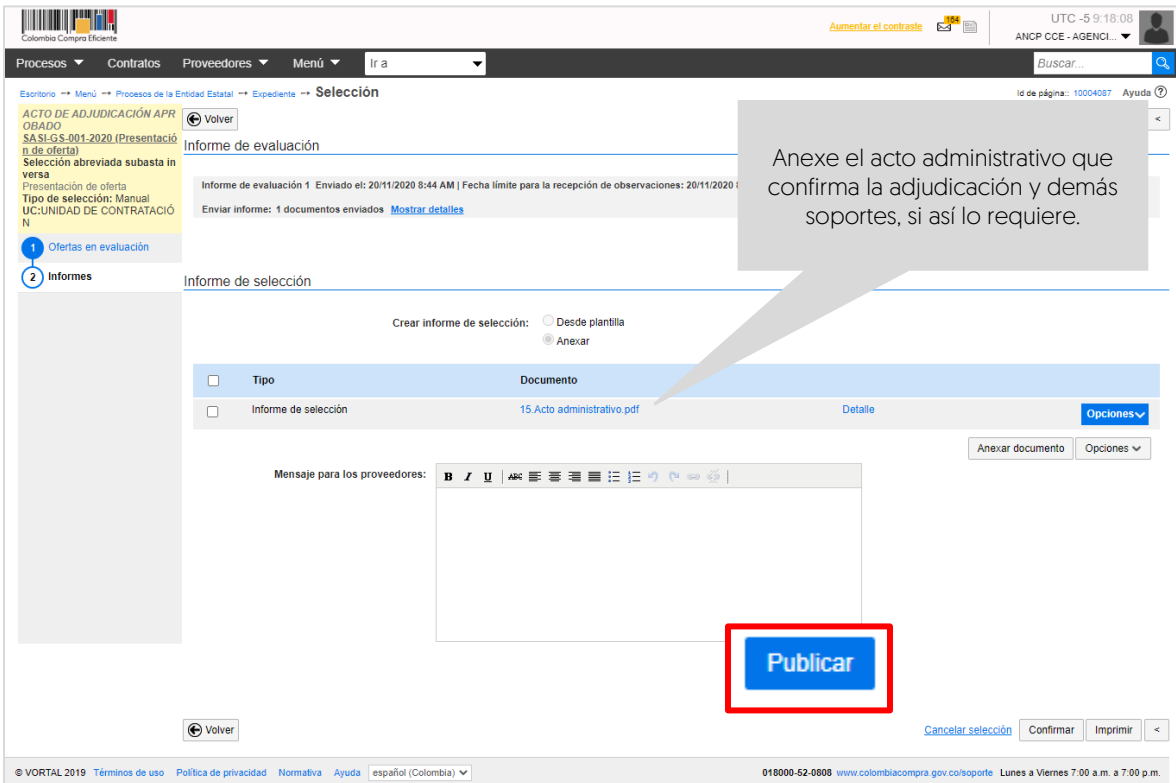 Colombia Compra Eficiente
Aumentar el contraste
164
UTC -5 9:18:08
ANCP CCE - AGENCI...
Procesos Contratos Proveedores Menú Ir a Buscar...
Escritorio → Menú → Procesos de la Entidad Estatal → Expediente → Selección
Id de página:: 10004087 Ayuda ?
ACTO DE ADJUDICACIÓN APR
OBADO
SASI-GS-001-2020 (Presentació
n de oferta)
Selección abreviada subasta in
versa
Presentación de oferta
Tipo de selección: Manual
UC:UNIDAD DE CONTRATACIÓ
N
1 Ofertas en evaluación
2 Informes
Volver <
Informe de evaluación
Informe de evaluación 1 Enviado el: 20/11/2020 8:44 AM | Fecha límite para la recepción de observaciones: 20/11/2020
Enviar informe: 1 documentos enviados Mostrar detalles
Anexe el acto administrativo que
confirma la adjudicación y demás
soportes, si así lo requiere.
Informe de selección
Crear informe de selección: Desde plantilla
Anexar
Tipo Documento
Informe de selección 15.Acto administrativo.pdf Detalle Opciones
Anexar documento Opciones
Mensaje para los proveedores: B I U ABC
Publicar
Volver Cancelar selección Confirmar Imprimir <
© VORTAL 2019 Términos de uso Política de privacidad Normativa Ayuda español (Colombia) 018000-52-0808 www.colombiacompra.gov.co/soporte Lunes a Viernes 7:00 a.m. a 7:00 p.m.